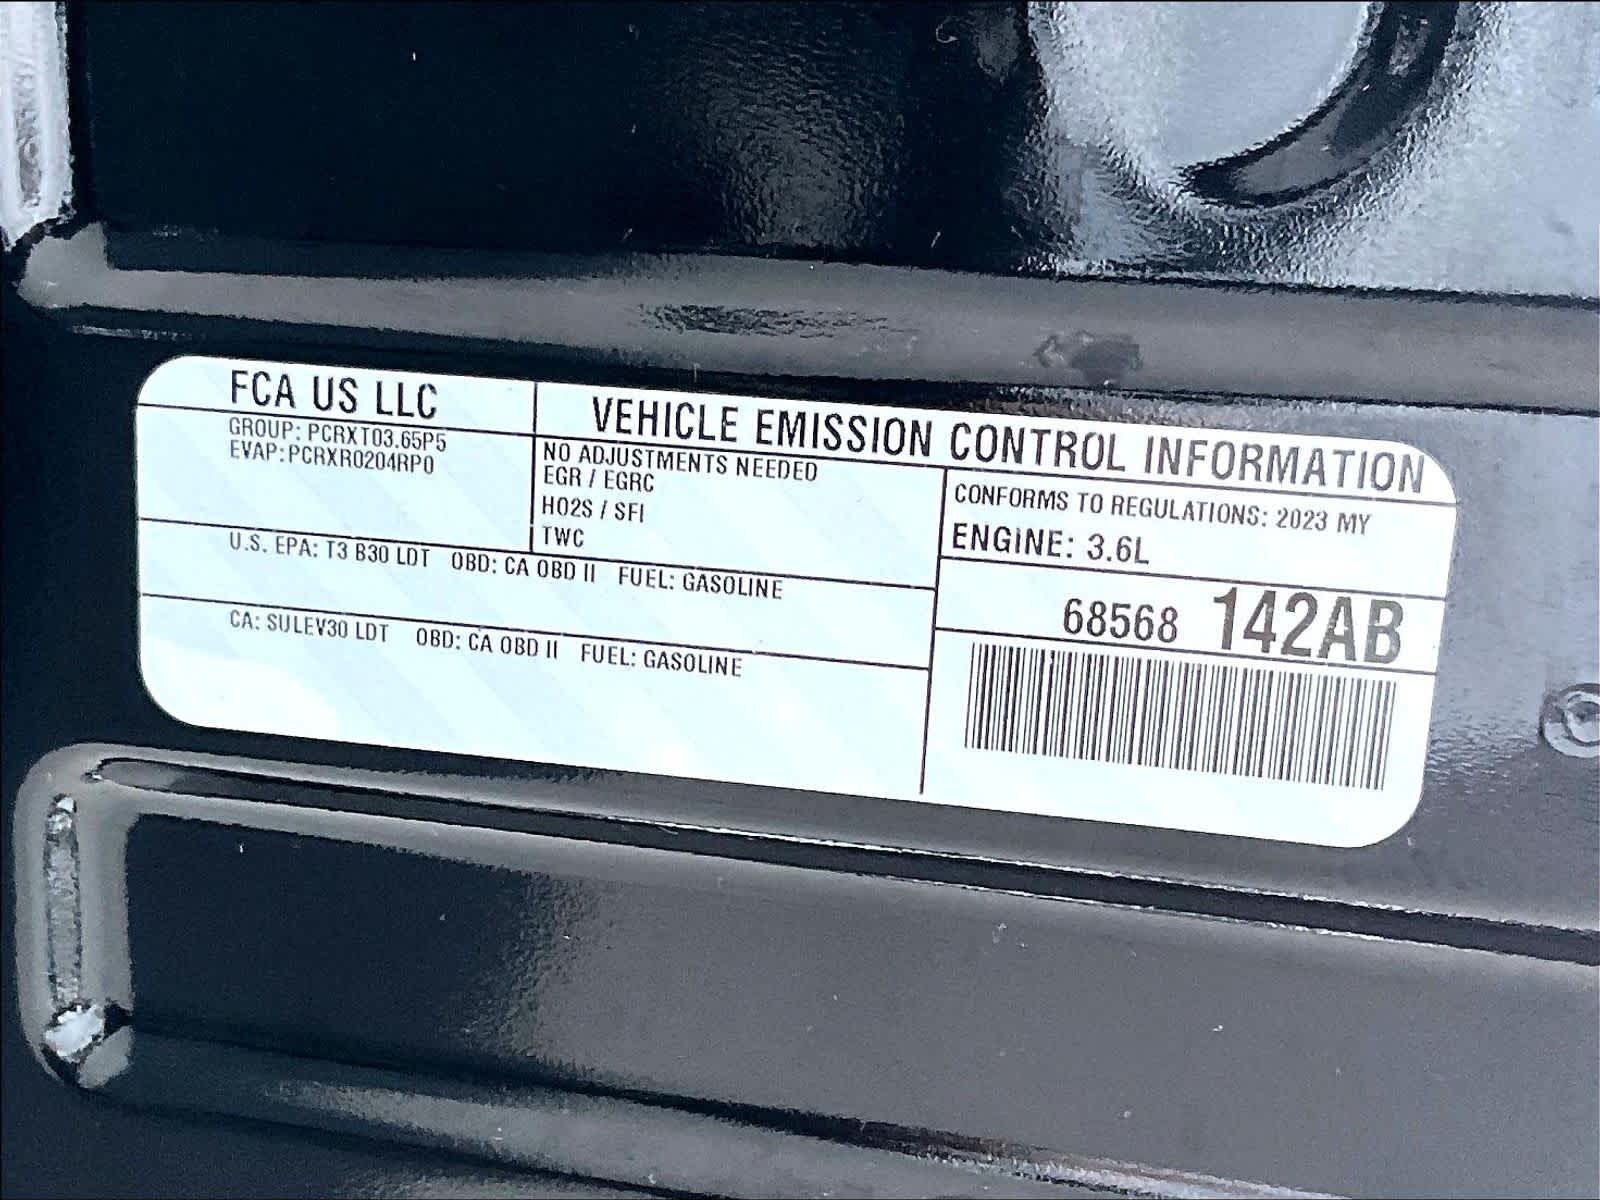 FCA US LLC
VEHICLE EMISSION CONTROL INFORMATION
GROUP: PCRXT03.65P5
EVAP: PCRXR0204RP0
NO ADJUSTMENTS NEEDED
EGR / EGRC
HO2S / SFI
TWC
CONFORMS TO REGULATIONS: 2023 MY
ENGINE: 3.6L
U.S. EPA: T3 B30 LDT OBD: CA OBD II FUEL: GASOLINE
CA: SULEV30 LDT OBD: CA OBD II FUEL: GASOLINE
68568 142AB